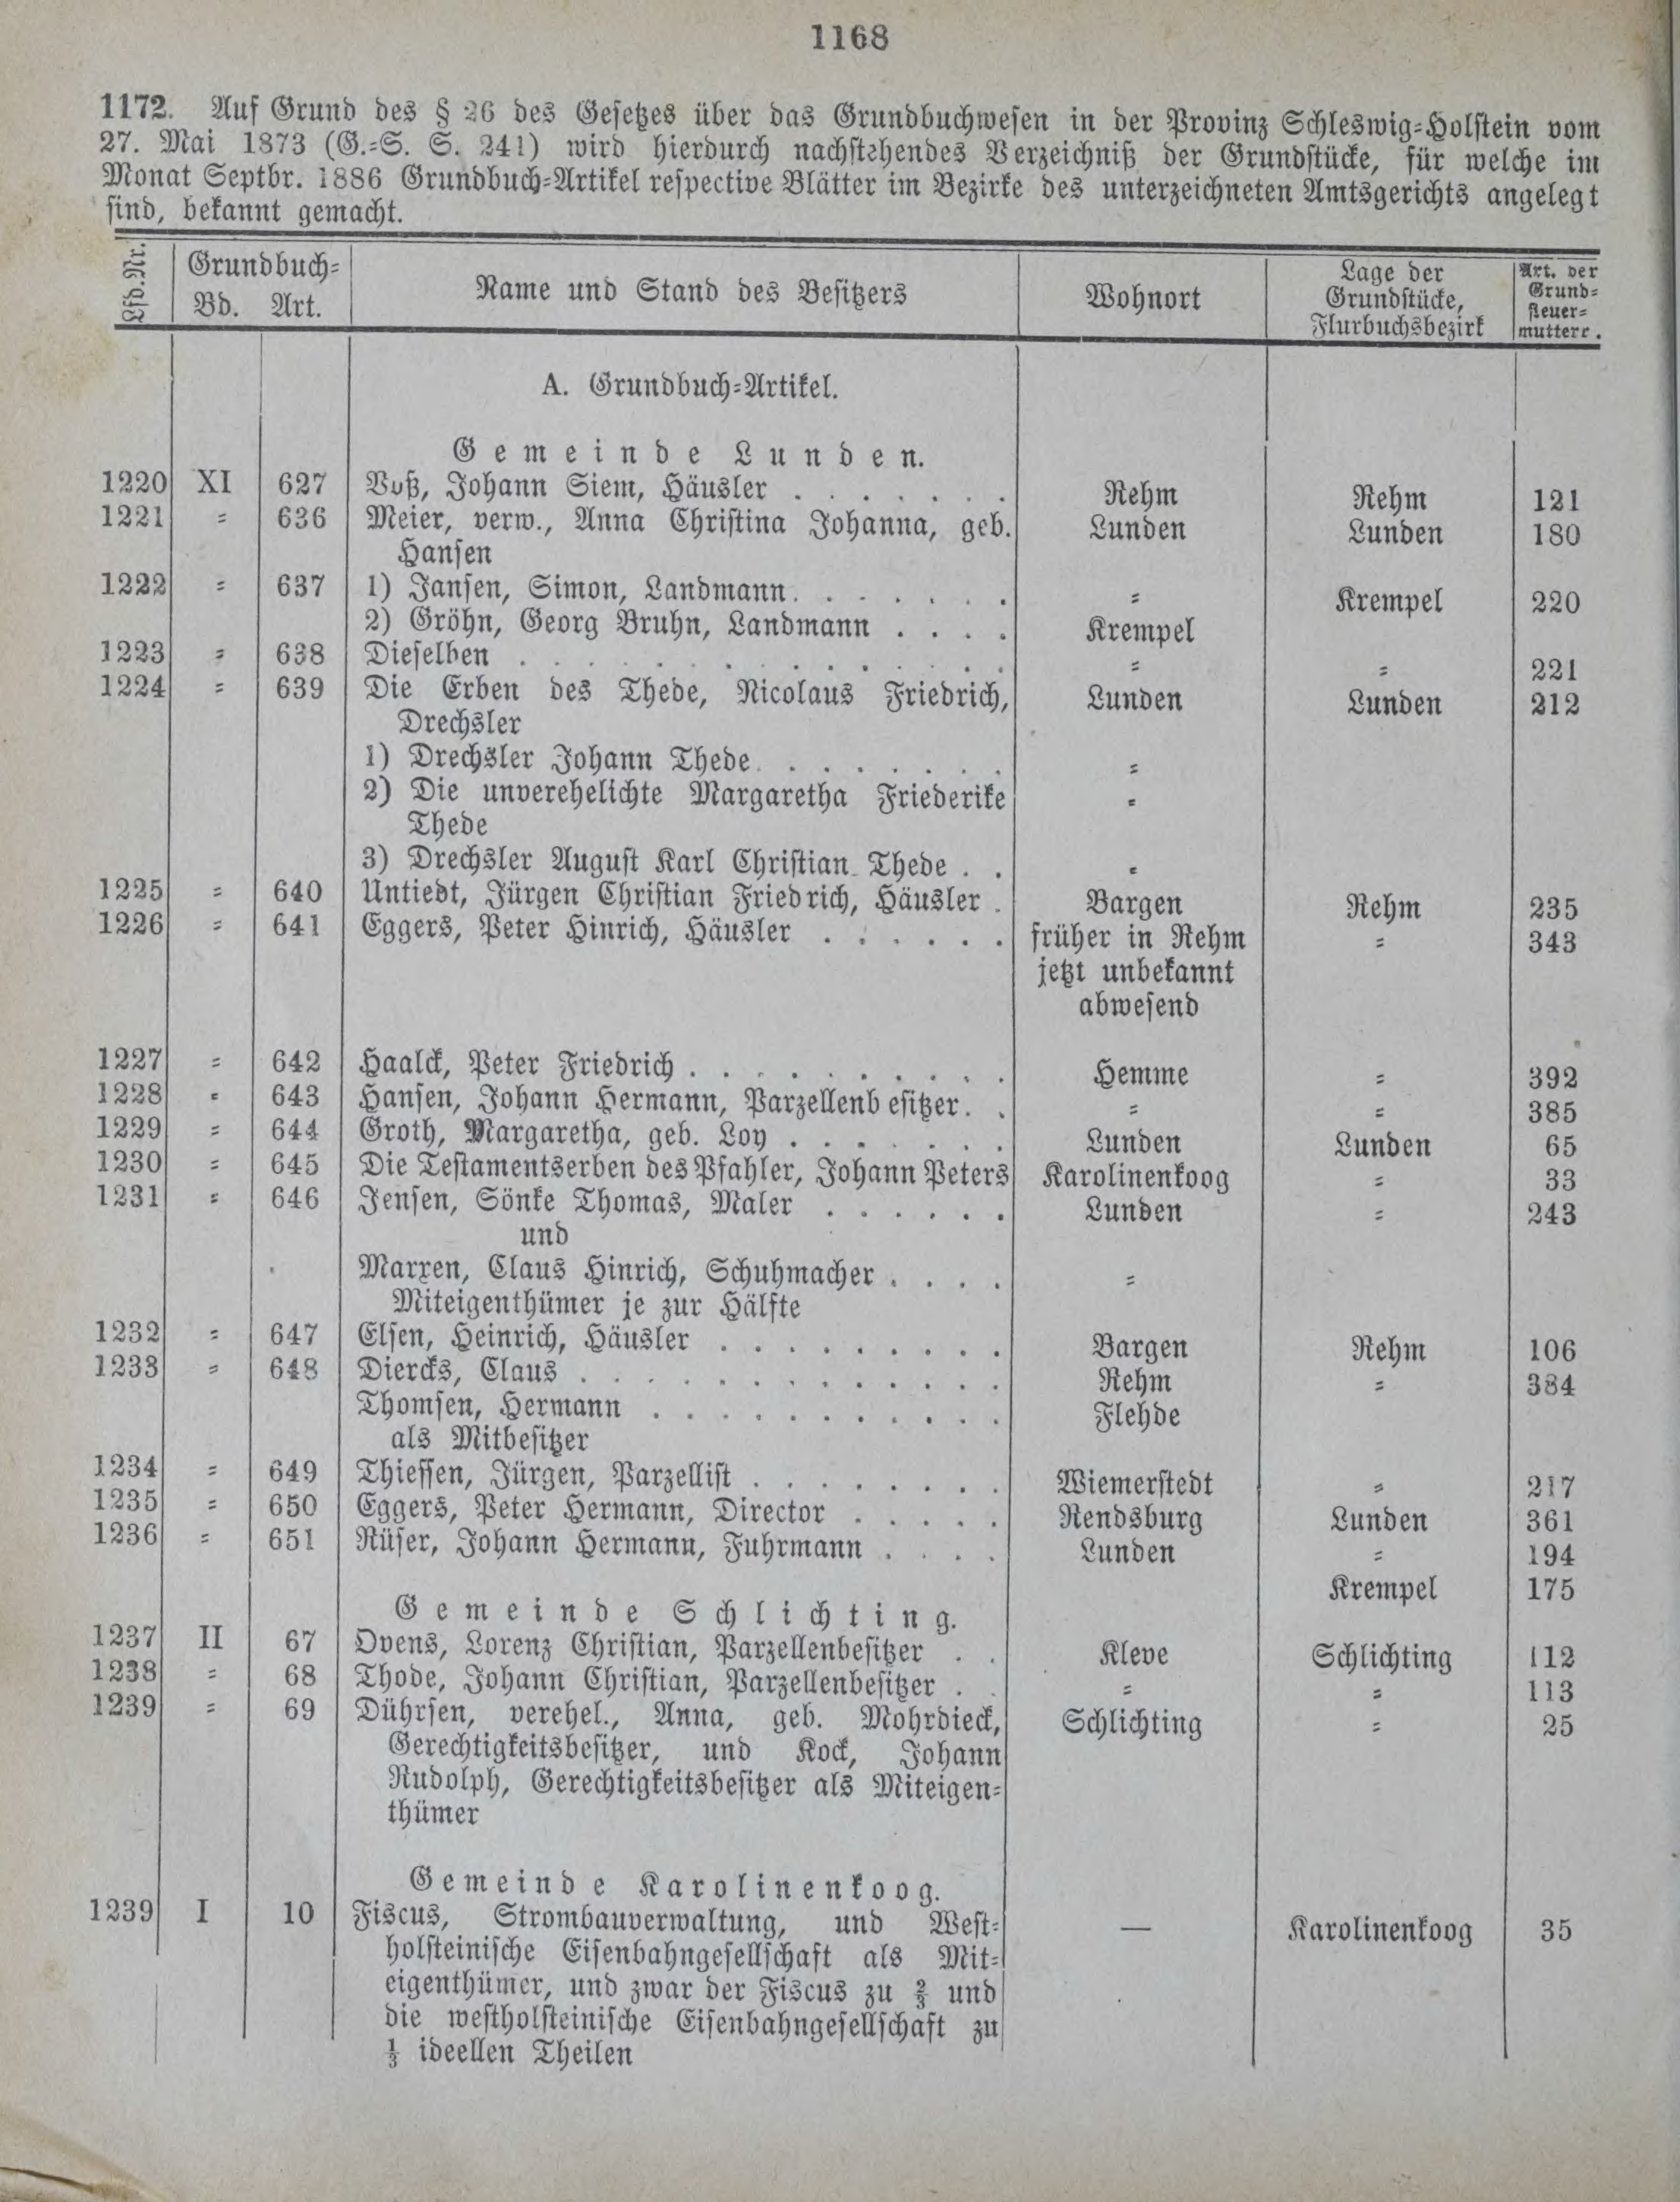 1168
1172. Auf Grund des § 26 des Gesetzes über das Grundbuchwesen in der Provinz Schleswig=Holstein vom
27. Mai 1873 (G.=S. S. 241) wird hierdurch nachstehendes Verzeichniß der Grundstücke, für welche im
Monat Septbr. 1886 Grundbuch=Artikel respective Blätter im Bezirke des unterzeichneten Amtsgerichts angelegt
sind, bekannt gemacht.
Lfd. Nr. Grundbuch= Bd. Art. Name und Stand des Besitzers Wohnort Lage der Grundstücke, Flurbuchsbezirk Art. der Grund= steuer= mutterr.
A. Grundbuch=Artikel.
Gemeinde Lunden.
1220 XI 627 Voß, Johann Siem, Häusler . . . . . . . Rehm Rehm 121
1221 = 636 Meier, verw., Anna Christina Johanna, geb. Lunden Lunden 180
Hansen
1222 = 637 1) Jansen, Simon, Landmann . . . . . . . = Krempel 220
2) Gröhn, Georg Bruhn, Landmann . . . . Krempel
1223 = 638 Dieselben . . . . . . . . . . . . . . . = = 221
1224 = 639 Die Erben des Thede, Nicolaus Friedrich, Lunden Lunden 212
Drechsler
1) Drechsler Johann Thede . . . . . . . . =
2) Die unverehelichte Margaretha Friederike =
Thede
3) Drechsler August Karl Christian Thede . . =
1225 = 640 Untiedt, Jürgen Christian Friedrich, Häusler . Bargen Rehm 235
1226 = 641 Eggers, Peter Hinrich, Häusler . . . . . . früher in Rehm = 343
jetzt unbekannt
abwesend
1227 = 642 Haalck, Peter Friedrich . . . . . . . . . . Hemme = 392
1228 = 643 Hansen, Johann Hermann, Parzellenbesitzer . . = = 385
1229 = 644 Groth, Margaretha, geb. Loy . . . . . . . Lunden Lunden 65
1230 = 645 Die Testamentserben des Pfahler, Johann Peters Karolinenkoog = 33
1231 = 646 Jensen, Sönke Thomas, Maler . . . . . . Lunden = 243
und
Marxen, Claus Hinrich, Schuhmacher . . . . =
Miteigenthümer je zur Hälfte
1232 = 647 Elsen, Heinrich, Häusler . . . . . . . . . Bargen Rehm 106
1233 = 648 Diercks, Claus . . . . . . . . . . . . . Rehm = 384
Thomsen, Hermann . . . . . . . . . . . Flehde
als Mitbesitzer
1234 = 649 Thiessen, Jürgen, Parzellist . . . . . . . . Wiemerstedt = 217
1235 = 650 Eggers, Peter Hermann, Director . . . . . Rendsburg Lunden 361
1236 = 651 Rüser, Johann Hermann, Fuhrmann . . . . Lunden = 194
Krempel 175
Gemeinde Schlichting.
1237 II 67 Ovens, Lorenz Christian, Parzellenbesitzer . . Kleve Schlichting 112
1238 = 68 Thode, Johann Christian, Parzellenbesitzer . . = = 113
1239 = 69 Dührsen, verehel., Anna, geb. Mohrdieck, Schlichting = 25
Gerechtigkeitsbesitzer, und Kock, Johann
Rudolph, Gerechtigkeitsbesitzer als Miteigen=
thümer
Gemeinde Karolinenkoog.
1239 I 10 Fiscus, Strombauverwaltung, und West= — Karolinenkoog 35
holsteinische Eisenbahngesellschaft als Mit=
eigenthümer, und zwar der Fiscus zu ⅔ und
die westholsteinische Eisenbahngesellschaft zu
⅓ ideellen Theilen